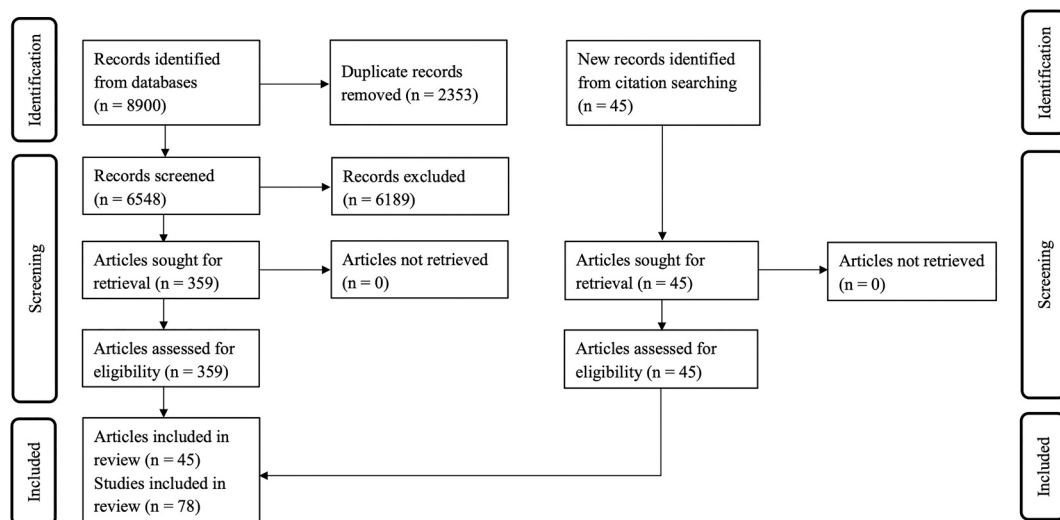 Identification
Records identified
from databases
(n = 8900)
Duplicate records
removed (n = 2353)
New records identified
from citation searching
(n = 45)
Identification
Screening
Records screened
(n = 6548)
Records excluded
(n = 6189)
Articles sought for
retrieval (n = 359)
Articles not retrieved
(n = 0)
Articles sought for
retrieval (n = 45)
Articles not retrieved
(n = 0)
Screening
Articles assessed for
eligibility (n = 359)
Articles assessed for
eligibility (n = 45)
Included
Articles included in
review (n = 45)
Studies included in
review (n = 78)
Included